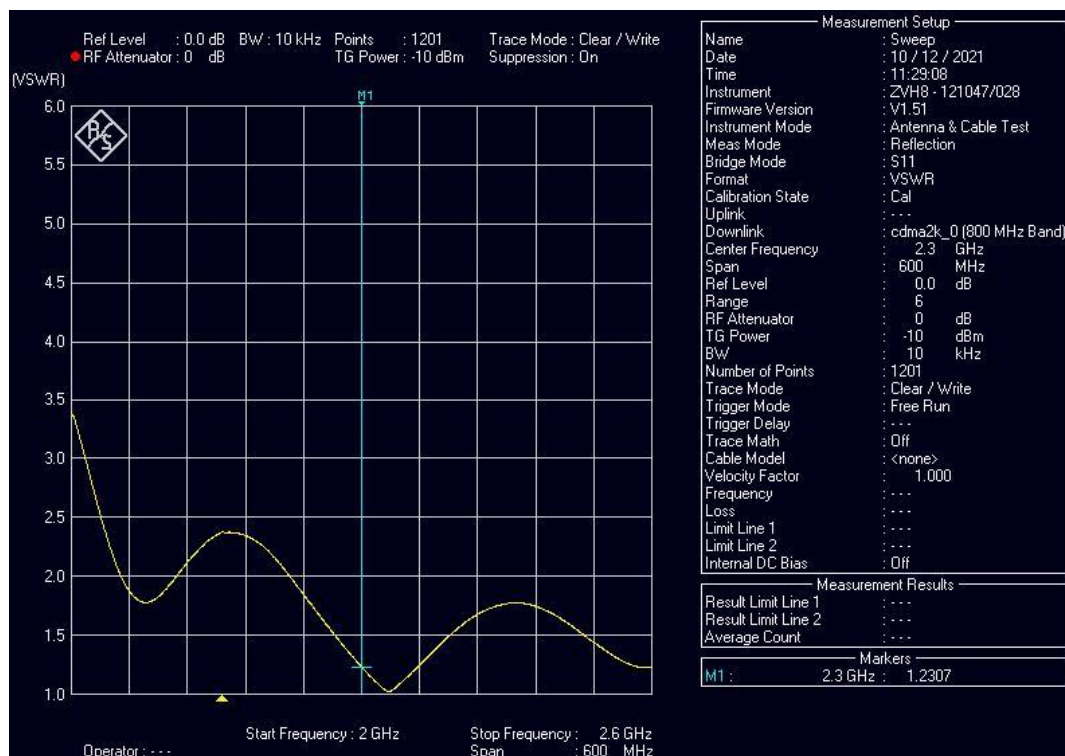 Ref Level : 0.0 dB BW : 10 kHz Points : 1201 Trace Mode : Clear / Write
RF Attenuator : 0 dB TG Power : -10 dBm Suppression : On
(VSWR)
M1
R&S
6.0
5.5
5.0
4.5
4.0
3.5
3.0
2.5
2.0
1.5
1.0
Start Frequency : 2 GHz Stop Frequency : 2.6 GHz
Operator : - - - Span : 600 MHz
Measurement Setup
Name : Sweep
Date : 10 / 12 / 2021
Time : 11:29:08
Instrument : ZVH8 - 121047/028
Firmware Version : V1.51
Instrument Mode : Antenna & Cable Test
Meas Mode : Reflection
Bridge Mode : S11
Format : VSWR
Calibration State : Cal
Uplink : - - -
Downlink : cdma2k_0 (800 MHz Band)
Center Frequency : 2.3 GHz
Span : 600 MHz
Ref Level : 0.0 dB
Range : 6
RF Attenuator : 0 dB
TG Power : -10 dBm
BW : 10 kHz
Number of Points : 1201
Trace Mode : Clear / Write
Trigger Mode : Free Run
Trigger Delay : - - -
Trace Math : Off
Cable Model : <none>
Velocity Factor : 1.000
Frequency : - - -
Loss : - - -
Limit Line 1 : - - -
Limit Line 2 : - - -
Internal DC Bias : Off
Measurement Results
Result Limit Line 1 : - - -
Result Limit Line 2 : - - -
Average Count : - - -
Markers
M1 : 2.3 GHz : 1.2307